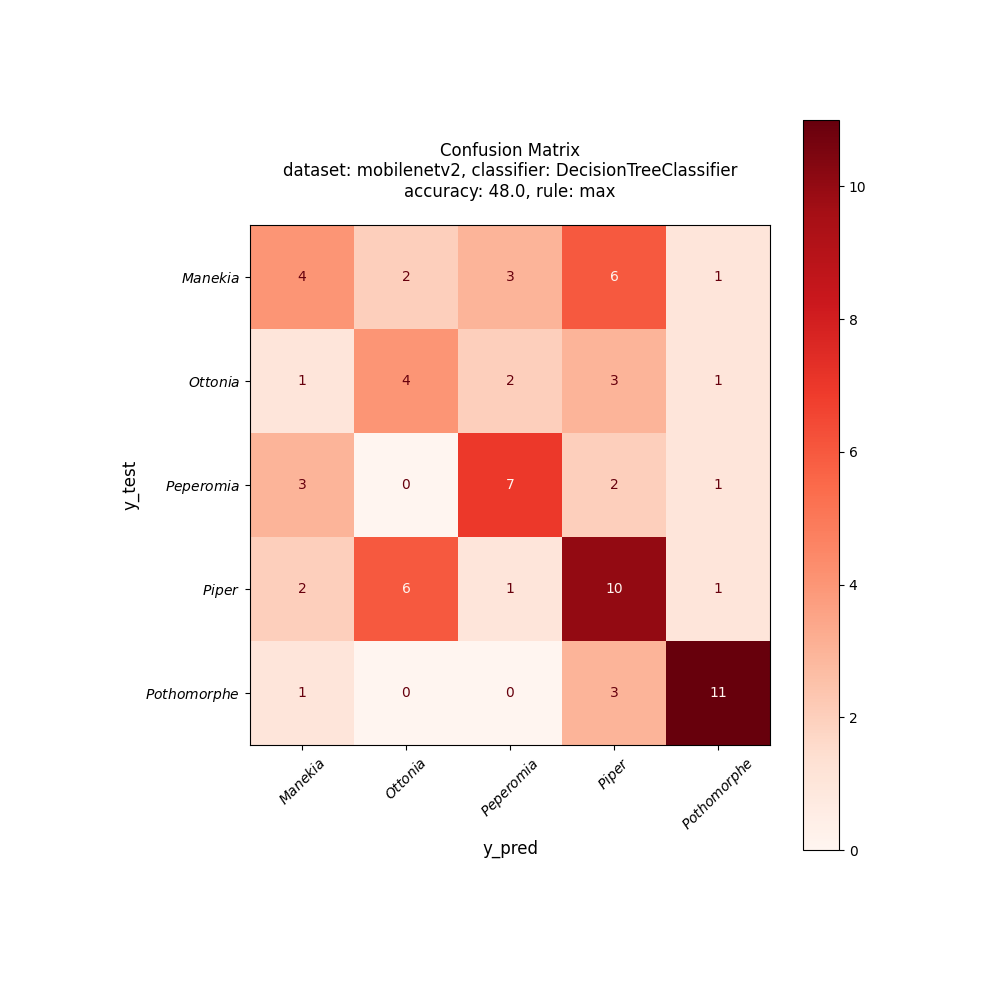 Confusion Matrix
dataset: mobilenetv2, classifier: DecisionTreeClassifier
accuracy: 48.0, rule: max
y_test
Manekia 4 2 3 6 1
Ottonia 1 4 2 3 1
Peperomia 3 0 7 2 1
Piper 2 6 1 10 1
Pothomorphe 1 0 0 3 11
Manekia Ottonia Peperomia Piper Pothomorphe
y_pred
10
8
6
4
2
0